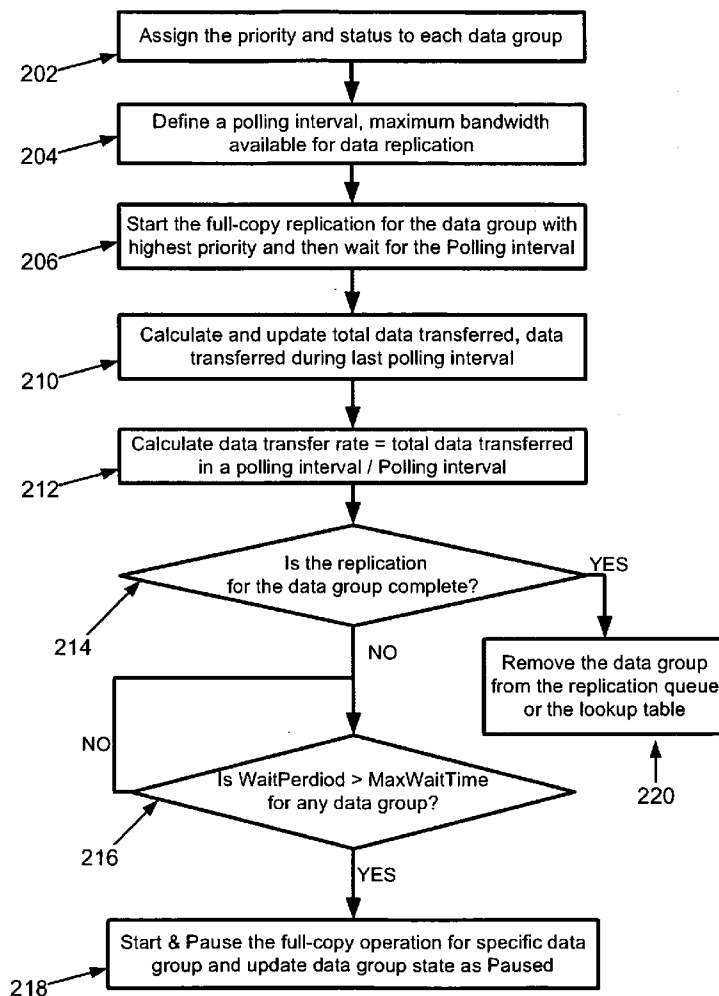 Assign the priority and status to each data group
202
Define a polling interval, maximum bandwidth
available for data replication
204
Start the full-copy replication for the data group with
highest priority and then wait for the Polling interval
206
Calculate and update total data transferred, data
transferred during last polling interval
210
Calculate data transfer rate = total data transferred
in a polling interval / Polling interval
212
Is the replication
for the data group complete?
YES
214
NO
Remove the data group
from the replication queue
or the lookup table
220
NO
Is WaitPerdiod > MaxWaitTime
for any data group?
216
YES
Start & Pause the full-copy operation for specific data
group and update data group state as Paused
218